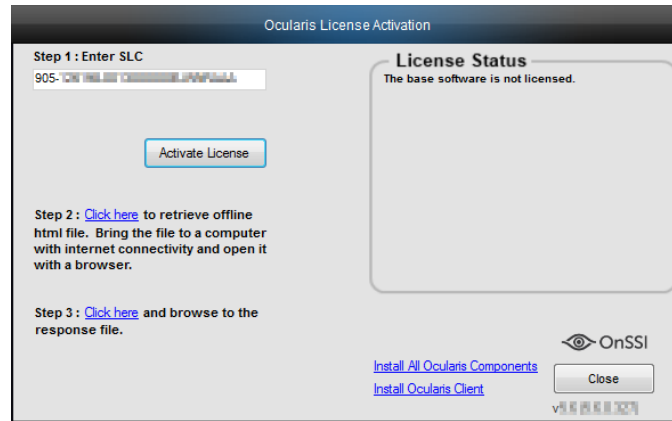 Ocularis License Activation
Step 1 : Enter SLC
905-
Activate License
Step 2 : Click here to retrieve offline
html file. Bring the file to a computer
with internet connectivity and open it
with a browser.
Step 3 : Click here and browse to the
response file.
License Status
The base software is not licensed.
OnSSI
Install All Ocularis Components
Install Ocularis Client
Close
v